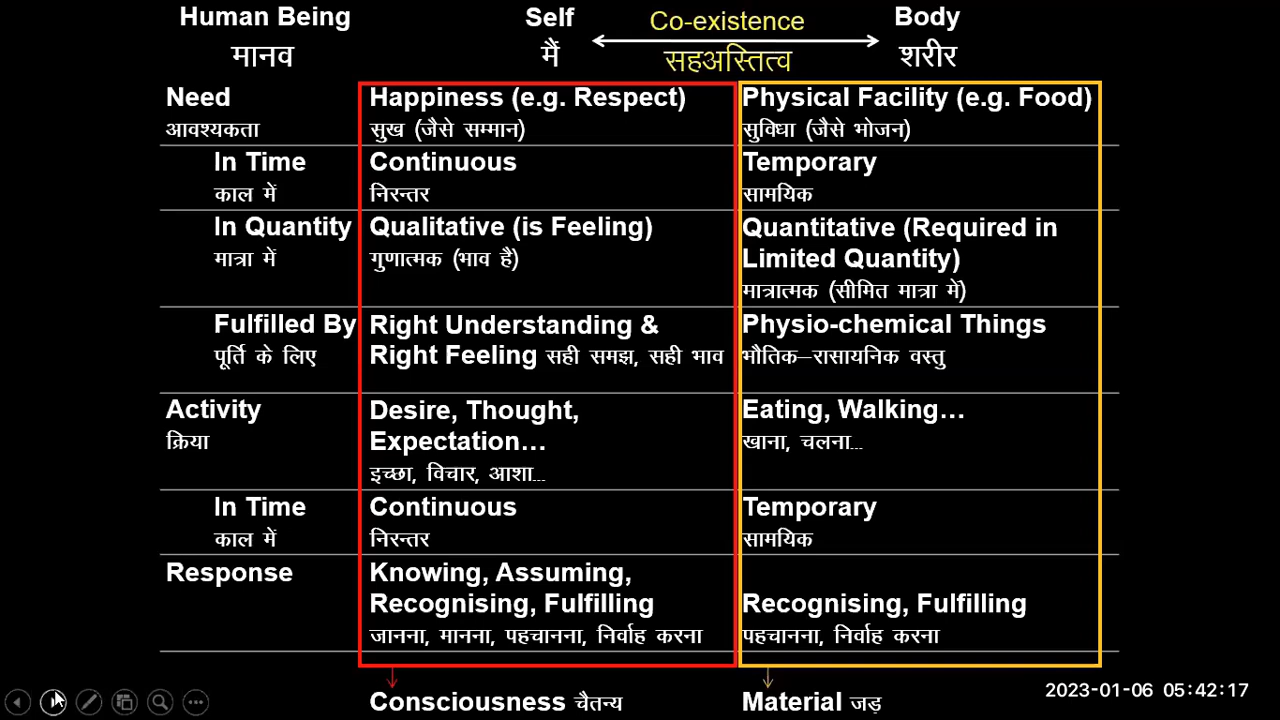 Human Being Self Co-existence Body
मानव मैं सहअस्तित्व शरीर
Need Happiness (e.g. Respect) Physical Facility (e.g. Food)
आवश्यकता सुख (जैसे सम्मान) सुविधा (जैसे भोजन)
In Time Continuous Temporary
काल में निरन्तर सामयिक
In Quantity Qualitative (is Feeling) Quantitative (Required in
मात्रा में गुणात्मक (भाव है) Limited Quantity)
मात्रात्मक (सीमित मात्रा में)
Fulfilled By Right Understanding & Physio-chemical Things
पूर्ति के लिए Right Feeling सही समझ, सही भाव भौतिक–रासायनिक वस्तु
Activity Desire, Thought, Eating, Walking…
क्रिया Expectation… खाना, चलना...
इच्छा, विचार, आशा...
In Time Continuous Temporary
काल में निरन्तर सामयिक
Response Knowing, Assuming,
Recognising, Fulfilling Recognising, Fulfilling
जानना, मानना, पहचानना, निर्वाह करना पहचानना, निर्वाह करना
Consciousness चैतन्य Material जड़
2023-01-06 05:42:17